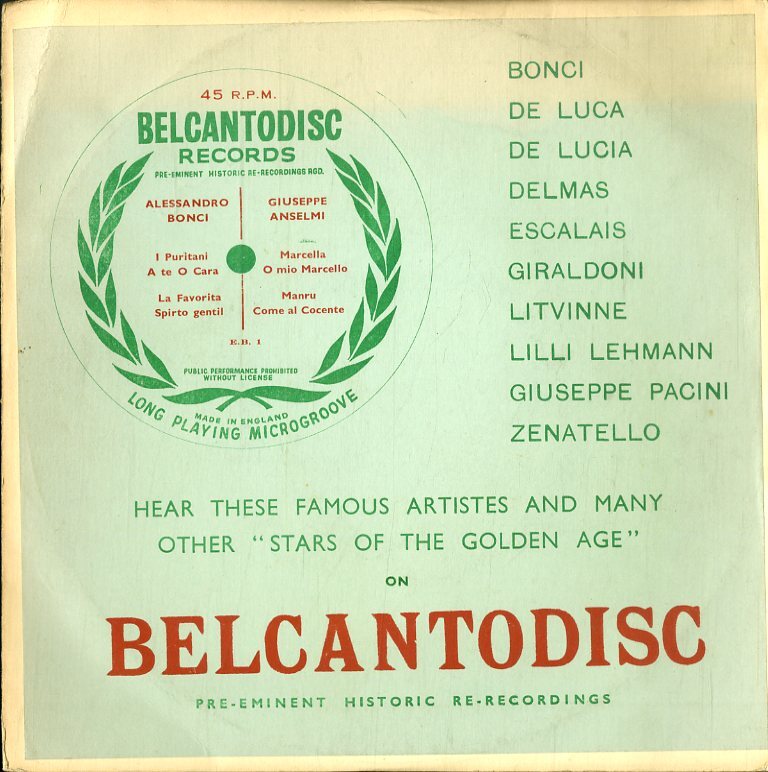 45 R.P.M.
BELCANTODISC
RECORDS
PRE-EMINENT HISTORIC RE-RECORDINGS RGD.
ALESSANDRO
BONCI
I Puritani
A te O Cara
La Favorita
Spirto gentil
GIUSEPPE
ANSELMI
Marcella
O mio Marcello
Manru
Come al Cocente
E.B. 1
PUBLIC PERFORMANCE PROHIBITED
WITHOUT LICENSE
MADE IN ENGLAND
LONG PLAYING MICROGROOVE
BONCI
DE LUCA
DE LUCIA
DELMAS
ESCALAIS
GIRALDONI
LITVINNE
LILLI LEHMANN
GIUSEPPE PACINI
ZENATELLO
HEAR THESE FAMOUS ARTISTES AND MANY
OTHER "STARS OF THE GOLDEN AGE"
ON
BELCANTODISC
PRE-EMINENT HISTORIC RE-RECORDINGS